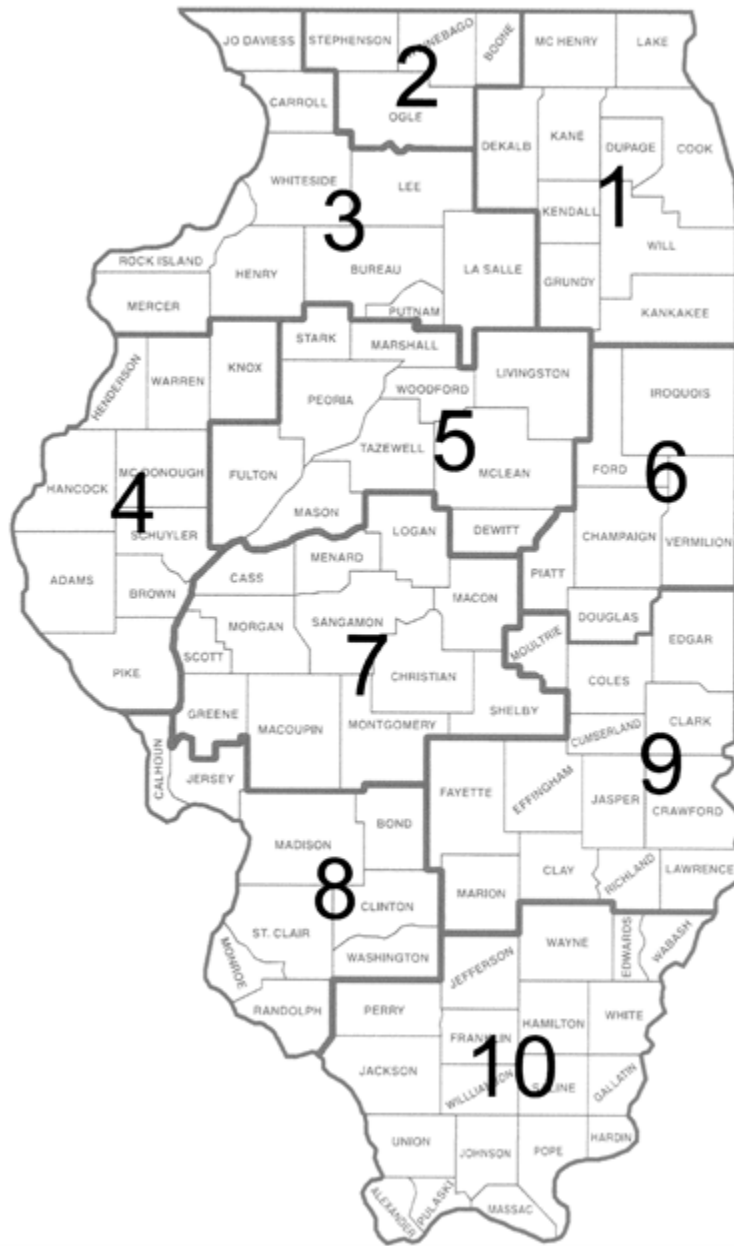 JO DAVIESS
STEPHENSON
WINNEBAGO
BOONE
MC HENRY
LAKE
2
CARROLL
OGLE
DEKALB
KANE
DUPAGE
COOK
WHITESIDE
LEE
1
KENDALL
3
WILL
ROCK ISLAND
HENRY
BUREAU
LA SALLE
GRUNDY
MERCER
PUTNAM
KANKAKEE
STARK
MARSHALL
HENDERSON
WARREN
KNOX
LIVINGSTON
PEORIA
WOODFORD
IROQUOIS
5
TAZEWELL
MCLEAN
HANCOCK
MC DONOUGH
FULTON
FORD
6
4
MASON
SCHUYLER
LOGAN
DEWITT
CHAMPAIGN
VERMILION
ADAMS
BROWN
CASS
MENARD
PIATT
MACON
SANGAMON
MORGAN
DOUGLAS
7
MOULTRIE
EDGAR
SCOTT
PIKE
CHRISTIAN
COLES
GREENE
MACOUPIN
MONTGOMERY
SHELBY
CLARK
CUMBERLAND
CALHOUN
JERSEY
9
FAYETTE
EFFINGHAM
JASPER
CRAWFORD
MADISON
BOND
CLAY
RICHLAND
LAWRENCE
MARION
8
CLINTON
ST. CLAIR
WASHINGTON
MONROE
JEFFERSON
WAYNE
EDWARDS
WABASH
RANDOLPH
PERRY
FRANKLIN
HAMILTON
WHITE
10
JACKSON
WILLLIAMSON
SALINE
GALLATIN
UNION
JOHNSON
POPE
HARDIN
ALEXANDER
PULASKI
MASSAC